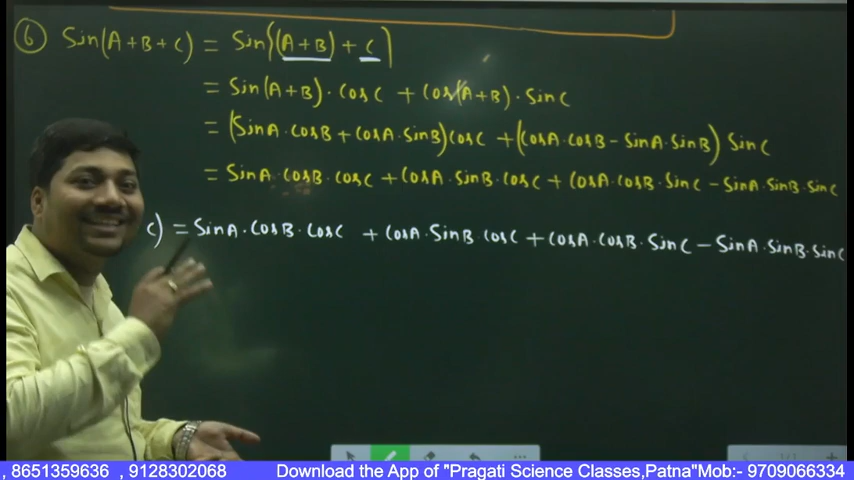 ⑥ Sin(A+B+C) = Sin{(A+B)+C}
= Sin(A+B)·CosC + Cos(A+B)·SinC
= (SinA·CosB+CosA·SinB)CosC + (CosA·CosB-SinA·SinB) SinC
= SinA·CosB·CosC + CosA·SinB·CosC + CosA·CosB·SinC - SinA·SinB·SinC
C) = SinA·CosB·CosC + CosA·SinB·CosC + CosA·CosB·SinC - SinA·SinB·SinC
, 8651359636 , 9128302068 Download the App of "Pragati Science Classes,Patna"Mob:- 9709066334